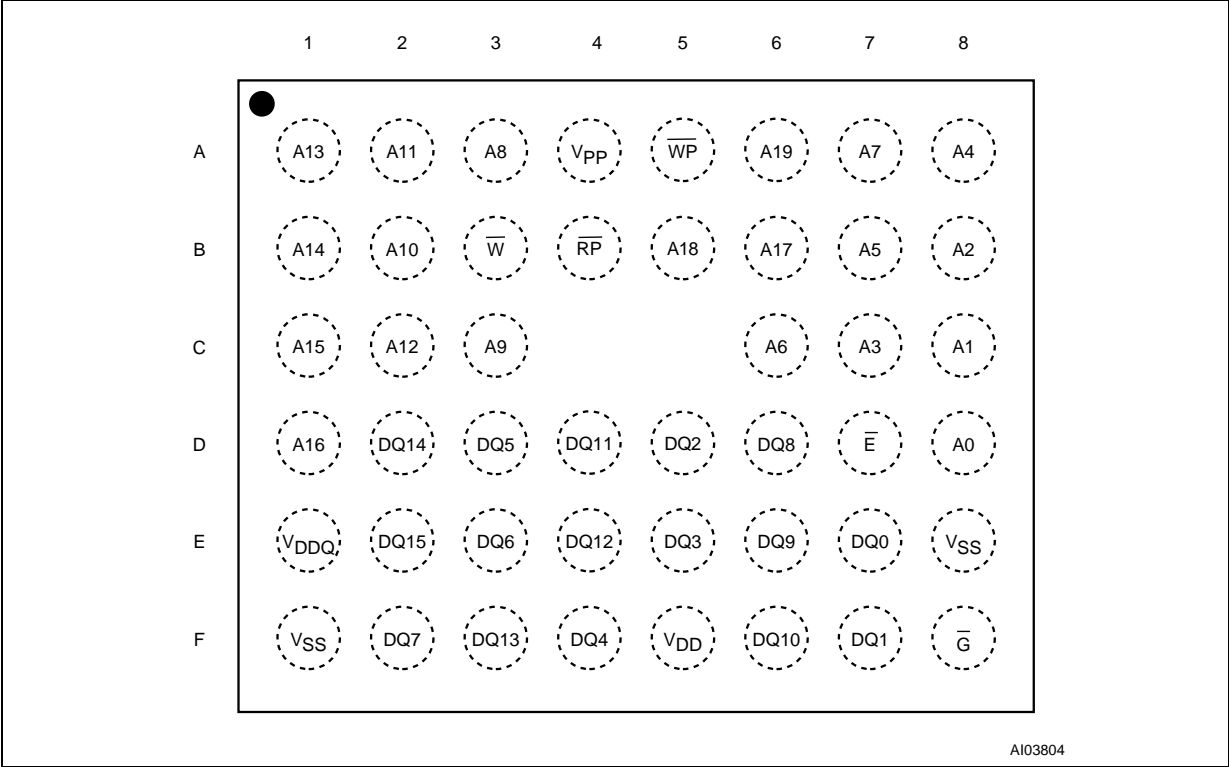 1 2 3 4 5 6 7 8
A A13 A11 A8 VPP W̅P̅ A19 A7 A4
B A14 A10 W̅ R̅P̅ A18 A17 A5 A2
C A15 A12 A9 A6 A3 A1
D A16 DQ14 DQ5 DQ11 DQ2 DQ8 E̅ A0
E VDDQ DQ15 DQ6 DQ12 DQ3 DQ9 DQ0 VSS
F VSS DQ7 DQ13 DQ4 VDD DQ10 DQ1 G̅
AI03804